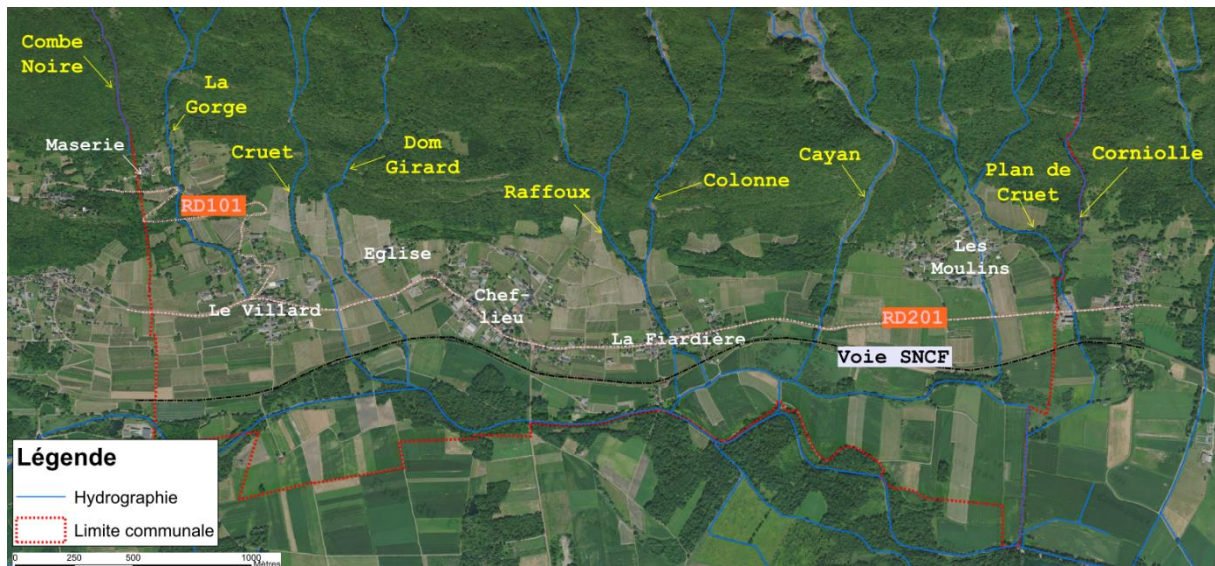 Combe
Noire
La
Gorge
Maserie
Cruet
Dom
Girard
RD101
Raffoux
Colonne
Cayan
Plan de
Cruet
Corniolle
Eglise
Les
Moulins
Le Villard
Chef-
lieu
La Fiardière
RD201
Voie SNCF
Légende
Hydrographie
Limite communale
0 250 500 1000
Mètres